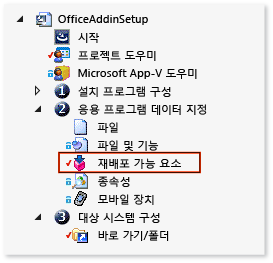 OfficeAddinSetup
시작
프로젝트 도우미
Microsoft App-V 도우미
1 설치 프로그램 구성
2 응용 프로그램 데이터 지정
파일
파일 및 기능
재배포 가능 요소
종속성
모바일 장치
3 대상 시스템 구성
바로 가기/폴더